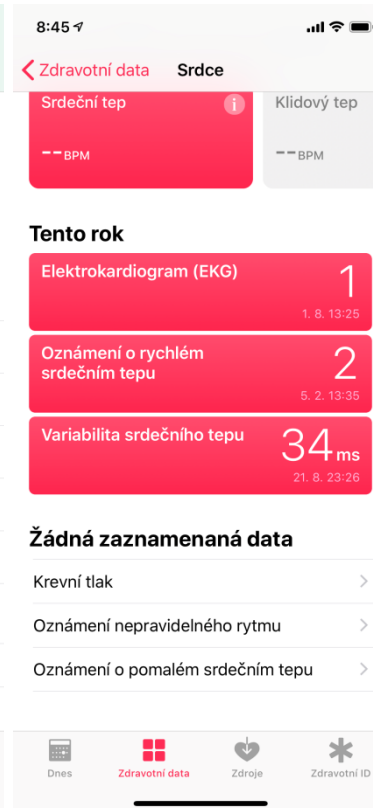 8:45
Zdravotní data Srdce
Srdeční tep
Klidový tep
--BPM
--BPM
Tento rok
Elektrokardiogram (EKG)
1
1. 8. 13:25
Oznámení o rychlém
srdečním tepu
2
5. 2. 13:35
Variabilita srdečního tepu
34 ms
21. 8. 23:26
Žádná zaznamenaná data
Krevní tlak
Oznámení nepravidelného rytmu
Oznámení o pomalém srdečním tepu
Dnes Zdravotní data Zdroje Zdravotní ID